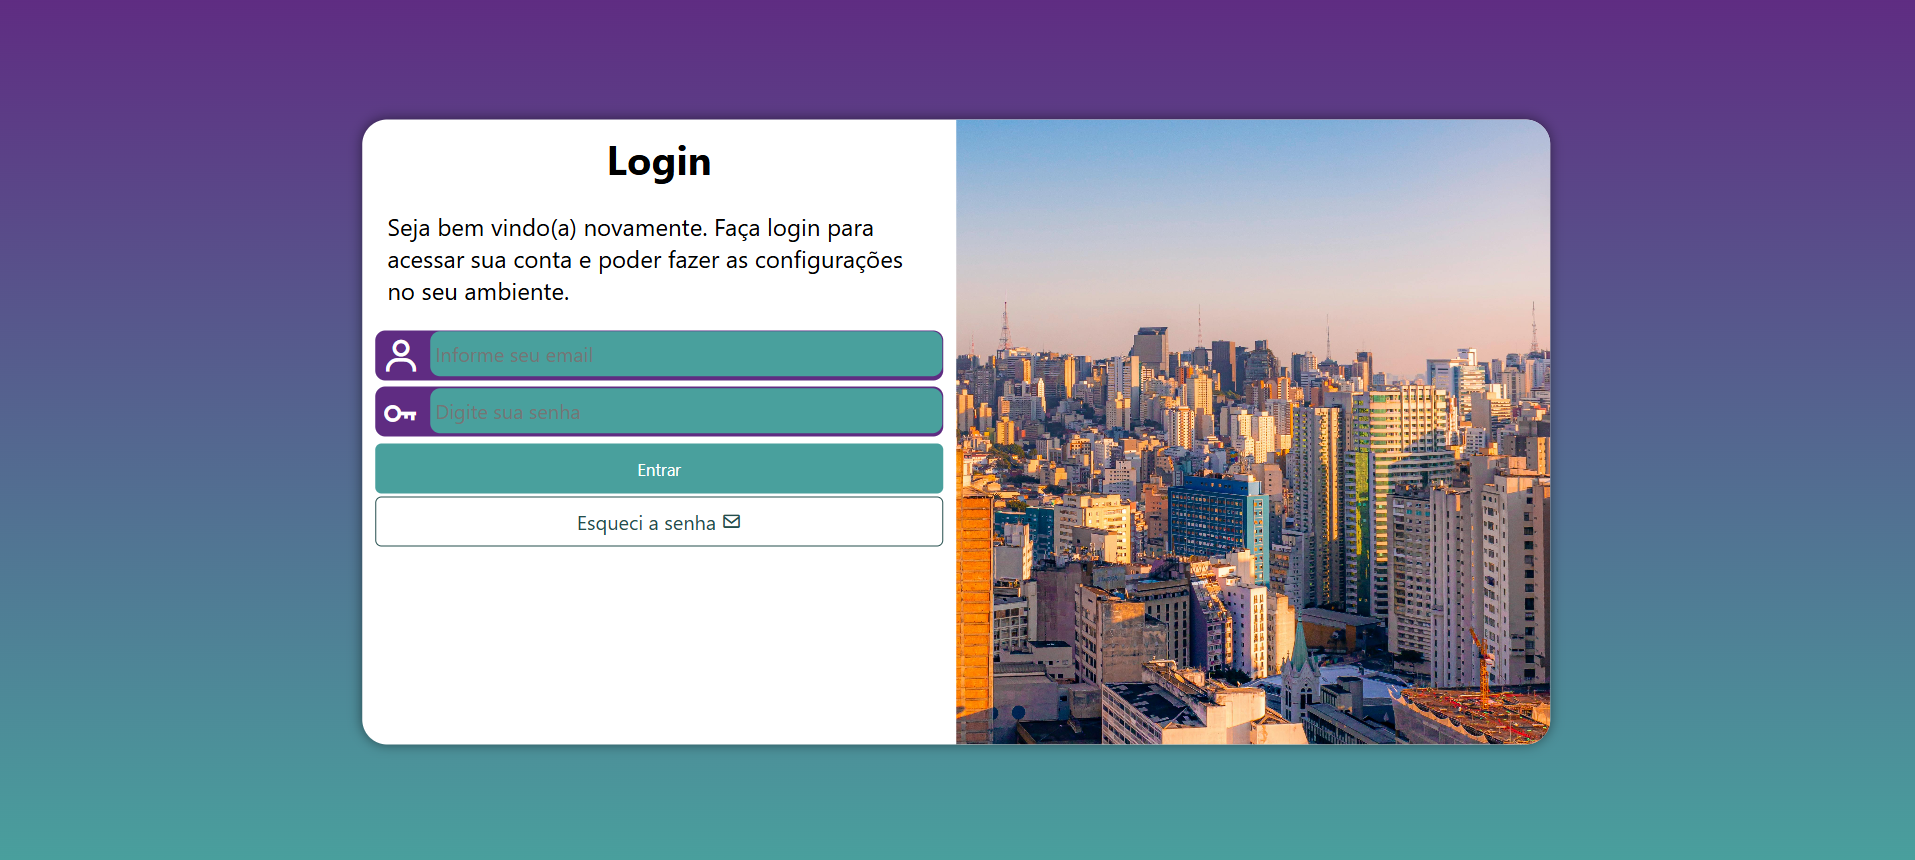 Login
Seja bem vindo(a) novamente. Faça login para
acessar sua conta e poder fazer as configurações
no seu ambiente.
Informe seu email
Digite sua senha
Entrar
Esqueci a senha